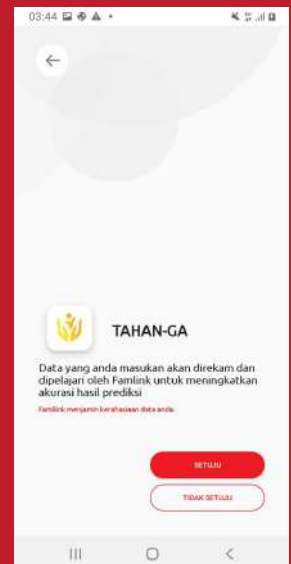 03:44
TAHAN-GA
Data yang anda masukan akan direkam dan
dipelajari oleh Famlink untuk meningkatkan
akurasi hasil prediksi
Famlink menjamin kerahasiaan data anda.
SETUJU
TIDAK SETUJU